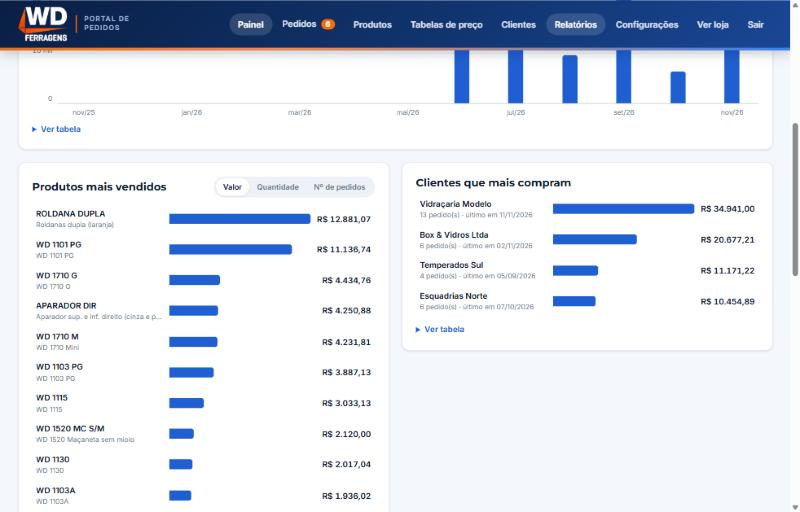 WD
FERRAGENS
PORTAL DE
PEDIDOS
Painel
Pedidos 6
Produtos
Tabelas de preço
Clientes
Relatórios
Configurações
Ver loja
Sair
0
nov/25
jan/26
mar/26
mai/26
jul/26
set/26
nov/26
▶ Ver tabela
Produtos mais vendidos
Valor
Quantidade
Nº de pedidos
ROLDANA DUPLA
Roldanas dupla (laranja)
R$ 12.881,07
WD 1101 PG
WD 1101 PG
R$ 11.136,74
WD 1710 G
WD 1710 G
R$ 4.434,76
APARADOR DIR
Aparador sup. e inf. direito (cinza e p...
R$ 4.250,88
WD 1710 M
WD 1710 Mini
R$ 4.231,81
WD 1103 PG
WD 1103 PG
R$ 3.887,13
WD 1115
WD 1115
R$ 3.033,13
WD 1520 MC S/M
WD 1520 Maçaneta sem miolo
R$ 2.120,00
WD 1130
WD 1130
R$ 2.017,04
WD 1103A
WD 1103A
R$ 1.936,02
Clientes que mais compram
Vidraçaria Modelo
13 pedido(s) · último em 11/11/2026
R$ 34.941,00
Box & Vidros Ltda
6 pedido(s) · último em 02/11/2026
R$ 20.677,21
Temperados Sul
4 pedido(s) · último em 05/09/2026
R$ 11.171,22
Esquadrias Norte
6 pedido(s) · último em 07/10/2026
R$ 10.454,89
▶ Ver tabela